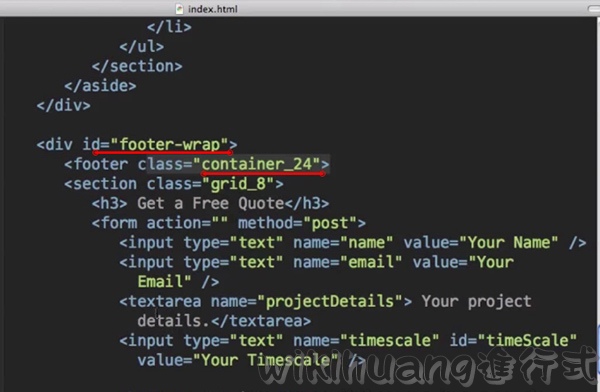 index.html
</li>
</ul>
</section>
</aside>
</div>
<div id="footer-wrap">
<footer class="container_24">
<section class="grid_8">
<h3> Get a Free Quote</h3>
<form action="" method="post">
<input type="text" name="name" value="Your Name" />
<input type="text" name="email" value="Your
Email" />
<textarea name="projectDetails"> Your project
details.</textarea>
<input type="text" name="timescale" id="timeScale"
value="Your Timescale" />
wikihuang進行式